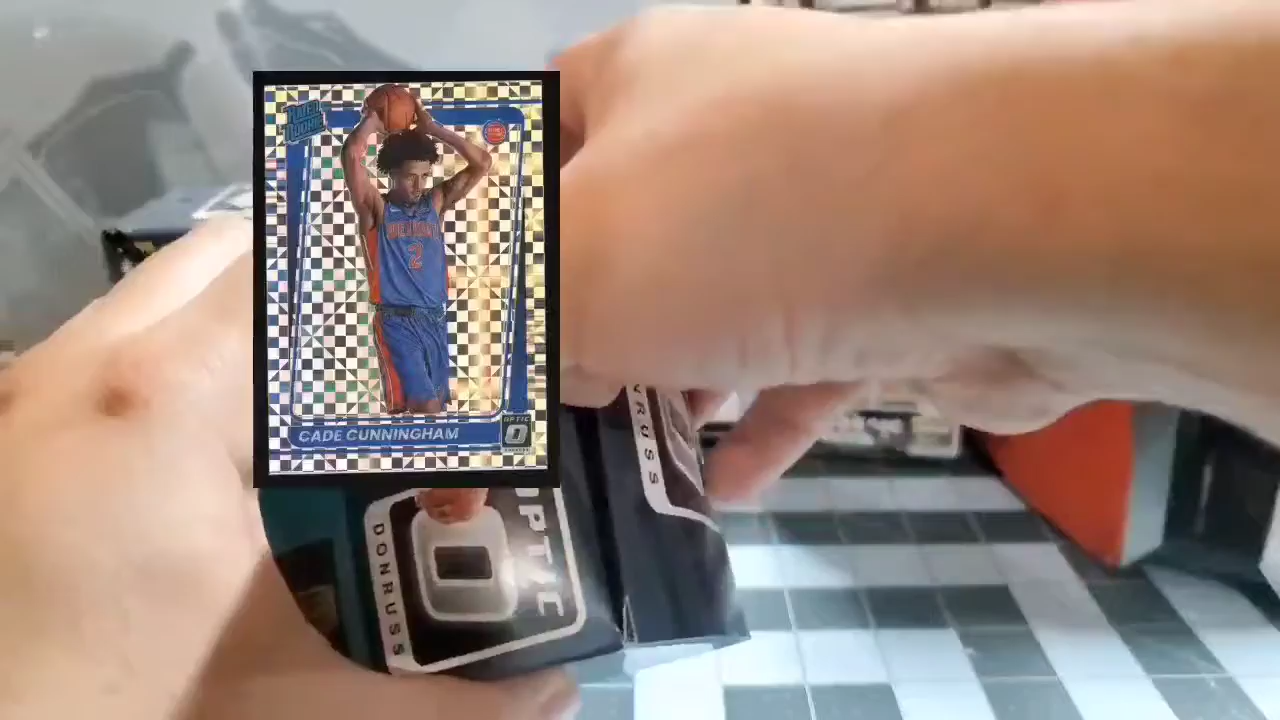 RATED
ROOKIE
DETROIT
2
CADE CUNNINGHAM
OPTIC
DONRUSS
OPTIC
DONRUSS